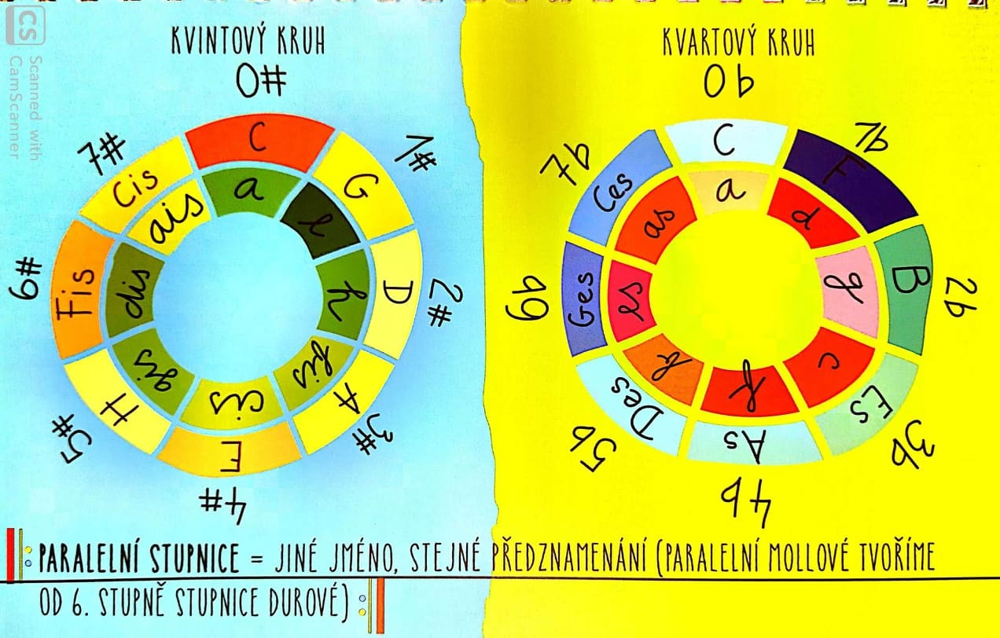 CS Scanned with CamScanner
KVINTOVÝ KRUH
0#
C
a
1#
G
e
2#
D
h
3#
A
fis
4#
E
cis
5#
H
gis
6#
Fis
dis
7#
Cis
ais
KVARTOVÝ KRUH
0b
C
a
1b
F
d
2b
B
g
3b
ES
c
4b
As
f
5b
Des
b
6b
Ges
es
7b
Ces
as
PARALELNÍ STUPNICE = JINÉ JMÉNO, STEJNÉ PŘEDZNAMENÁNÍ (PARALELNÍ MOLLOVÉ TVOŘÍME
OD 6. STUPNĚ STUPNICE DUROVÉ)